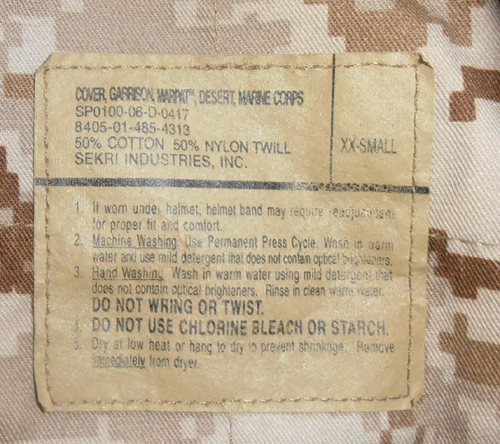 COVER, GARRISON, MARPAT™, DESERT, MARINE CORPS
SP0100-06-D-0417
8405-01-485-4313
50% COTTON 50% NYLON TWILL
SEKRI INDUSTRIES, INC.
XX-SMALL
1. If worn under helmet, helmet band may require readjustment
for proper fit and comfort.
2. Machine Washing: Use Permanent Press Cycle. Wash in warm
water and use mild detergent that does not contain optical brighteners.
3. Hand Washing: Wash in warm water using mild detergent that
does not contain optical brighteners. Rinse in clean warm water.
DO NOT WRING OR TWIST.
4. DO NOT USE CHLORINE BLEACH OR STARCH.
5. Dry at low heat or hang to dry to prevent shrinkage. Remove
immediately from dryer.